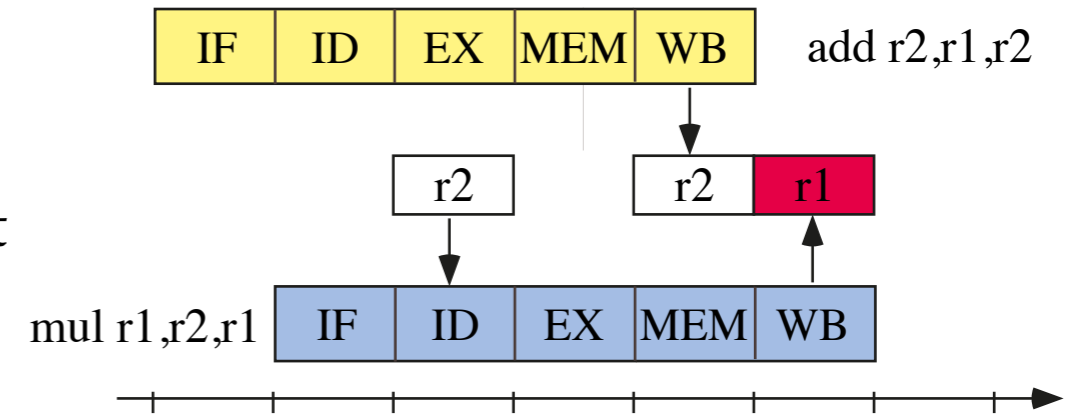 IF ID EX MEM WB add r2,r1,r2
r2 r2 r1
t
mul r1,r2,r1 IF ID EX MEM WB